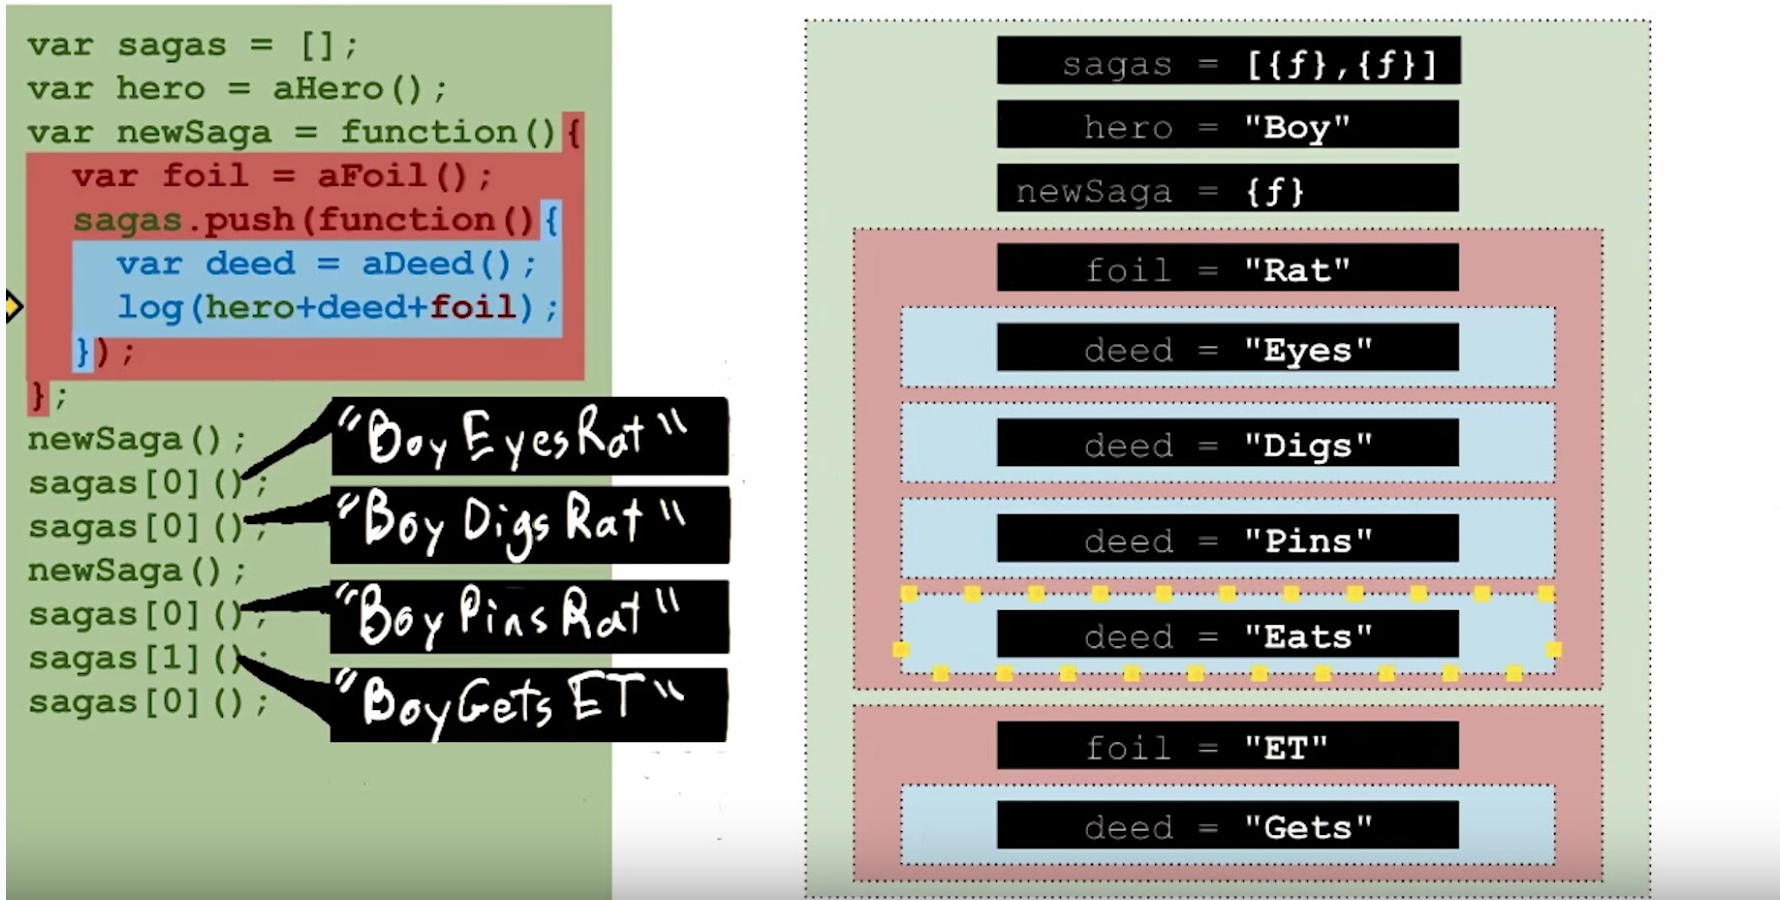 var sagas = [];
var hero = aHero();
var newSaga = function(){
var foil = aFoil();
sagas.push(function(){
var deed = aDeed();
log(hero+deed+foil);
});
};
newSaga();
sagas[0]();
sagas[0]();
newSaga();
sagas[0]();
sagas[1]();
sagas[0]();
"Boy Eyes Rat"
"Boy Digs Rat"
"Boy Pins Rat"
"Boy Gets ET"
sagas = [{f},{f}]
hero = "Boy"
newSaga = {f}
foil = "Rat"
deed = "Eyes"
deed = "Digs"
deed = "Pins"
deed = "Eats"
foil = "ET"
deed = "Gets"